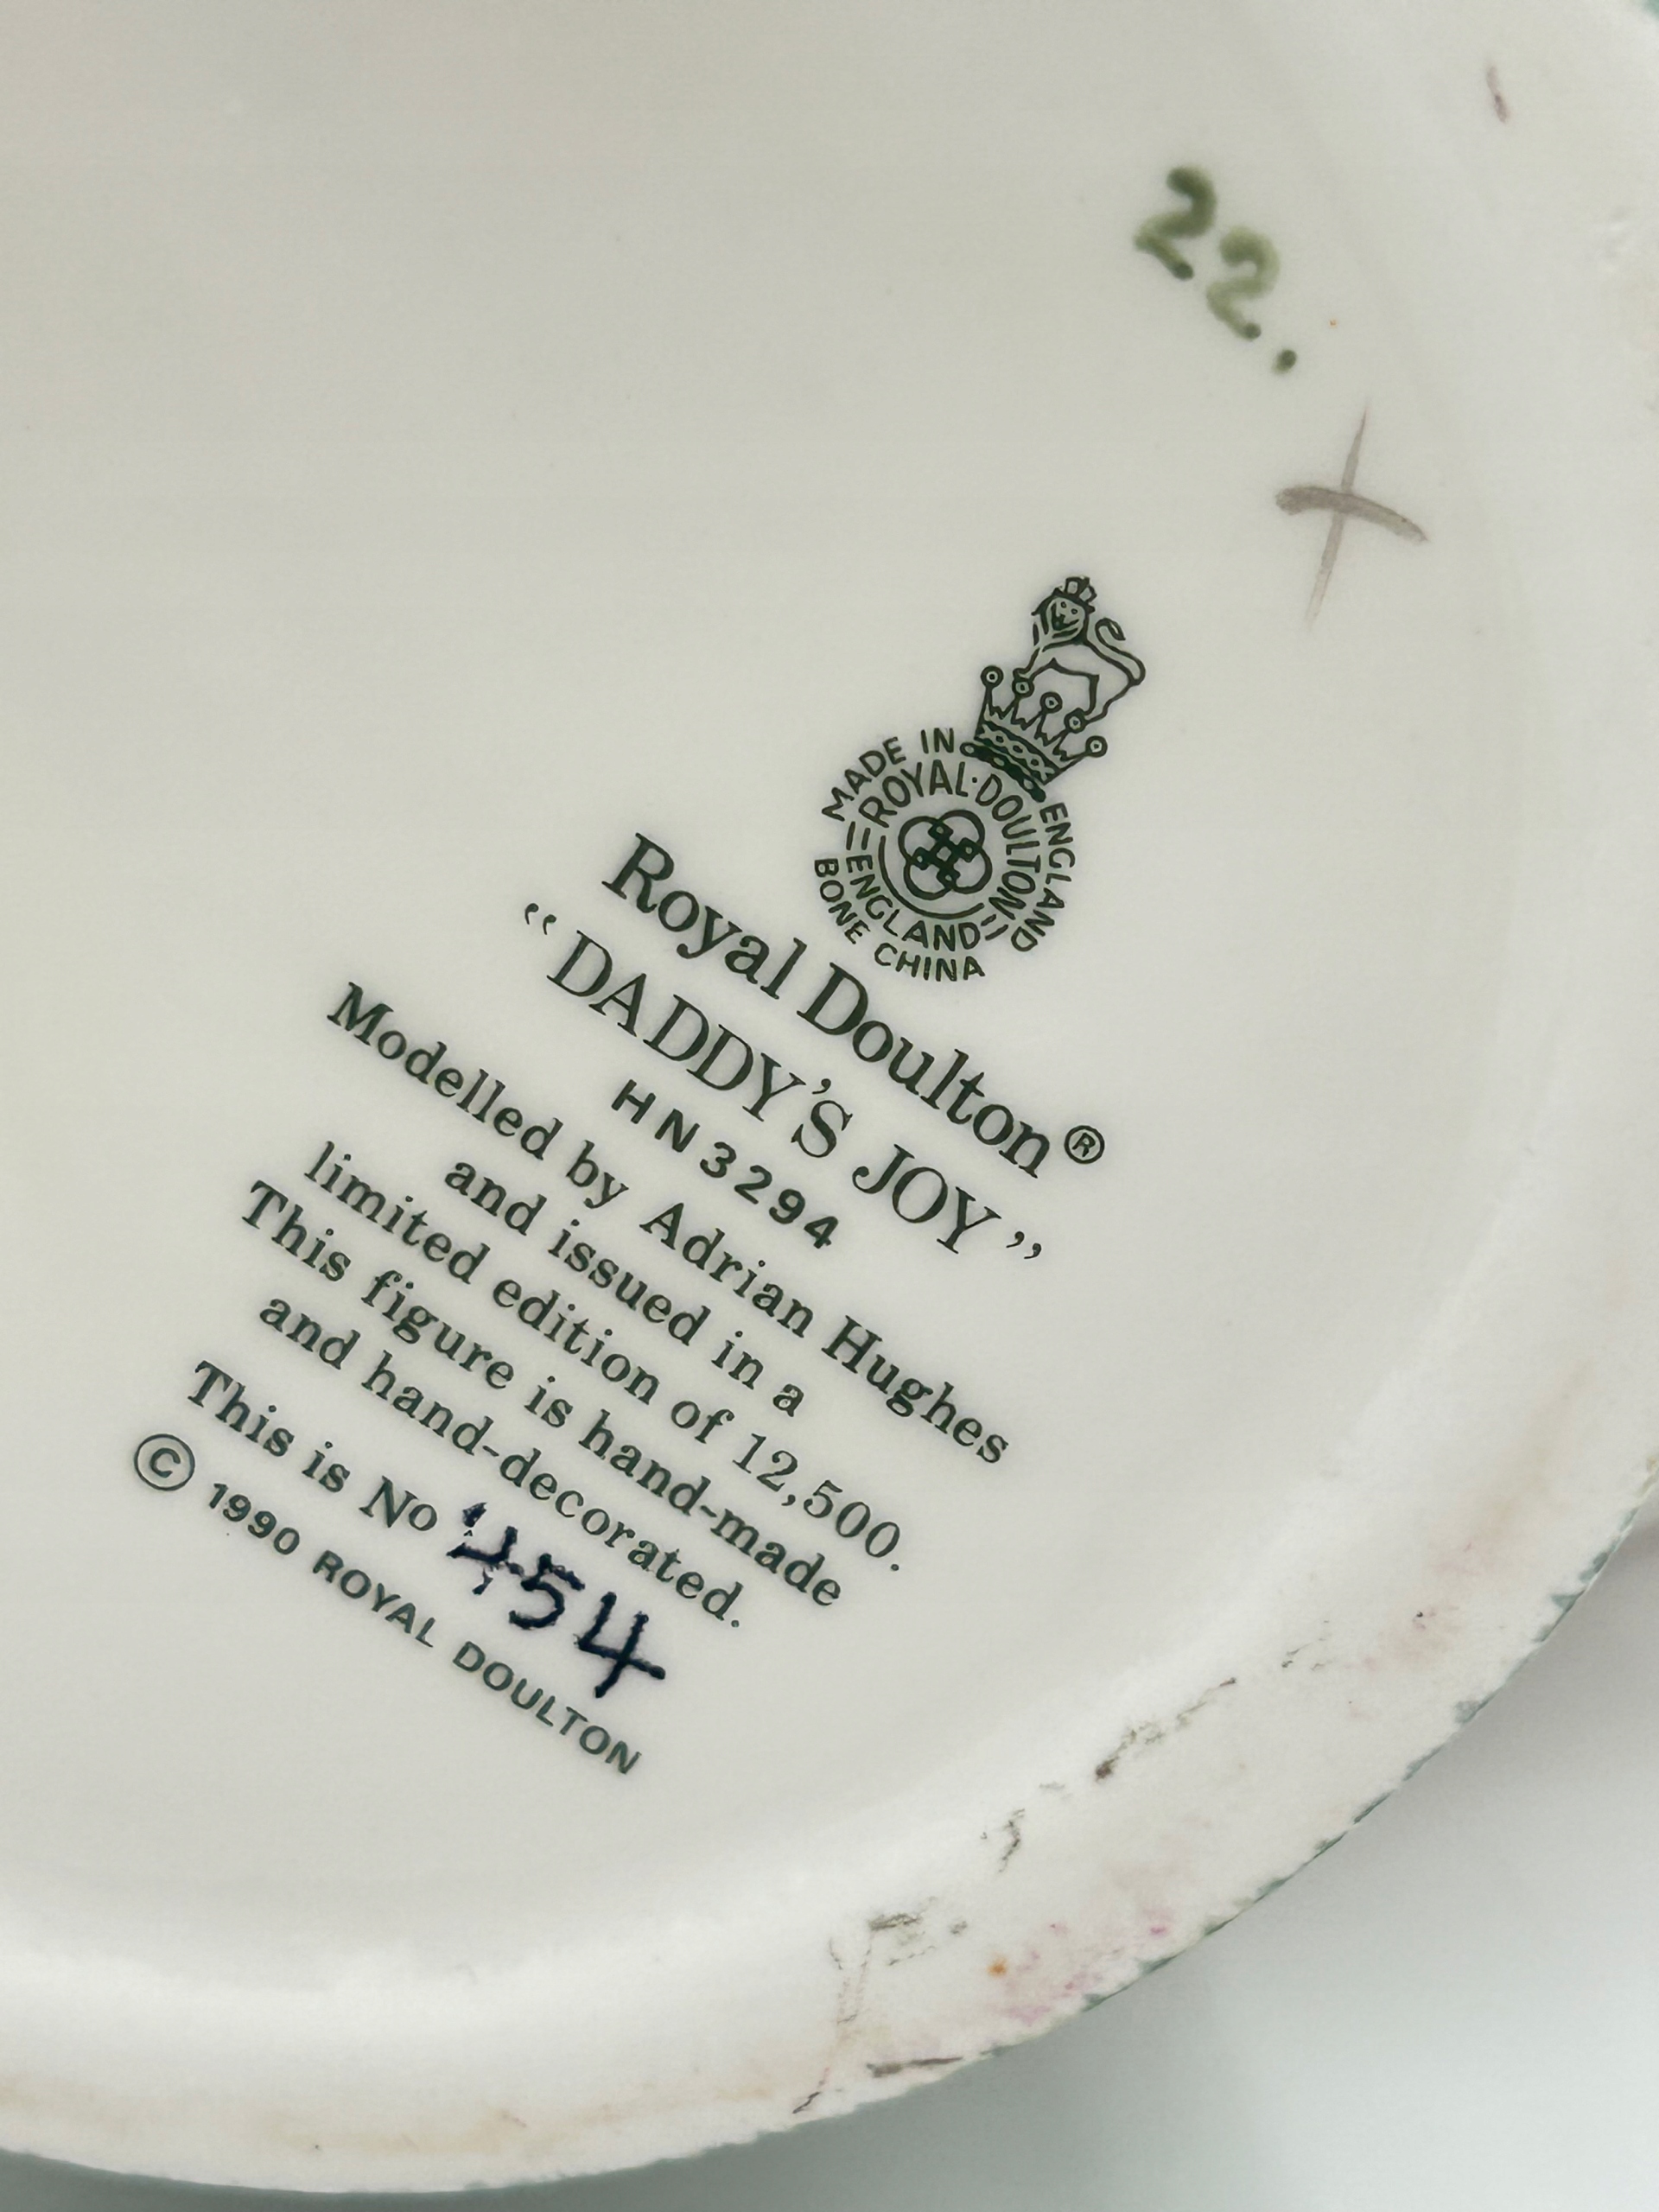 22.
MADE IN ENGLAND
ROYAL·DOULTON
ENGLAND
BONE CHINA
Royal Doulton®
“DADDY’S JOY”
HN3294
Modelled by Adrian Hughes
and issued in a
limited edition of 12,500.
This figure is hand-made
and hand-decorated.
This is No 454
© 1990 ROYAL DOULTON